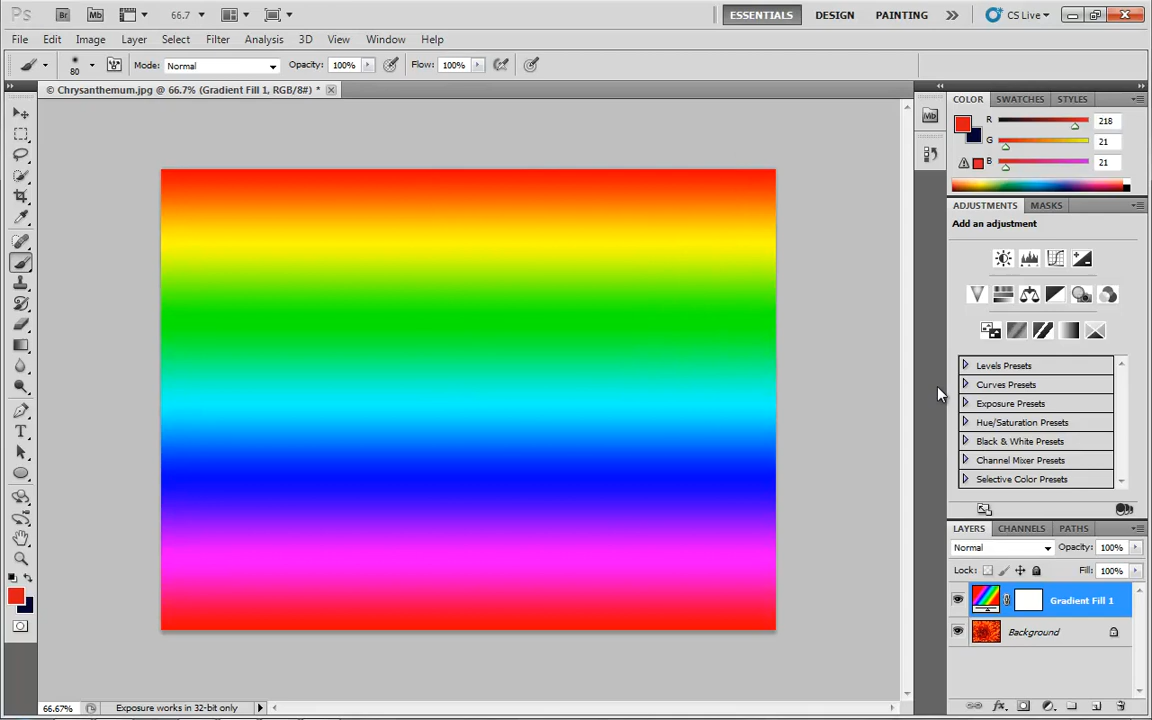 Ps Br Mb 66.7 ESSENTIALS DESIGN PAINTING CS Live
File Edit Image Layer Select Filter Analysis 3D View Window Help
80 Mode: Normal Opacity: 100% Flow: 100%
© Chrysanthemum.jpg @ 66.7% (Gradient Fill 1, RGB/8#) *
COLOR SWATCHES STYLES
Mb
R 218
G 21
B 21
ADJUSTMENTS MASKS
Add an adjustment
Levels Presets
Curves Presets
Exposure Presets
Hue/Saturation Presets
Black & White Presets
Channel Mixer Presets
Selective Color Presets
LAYERS CHANNELS PATHS
Normal Opacity: 100%
Lock: Fill: 100%
Gradient Fill 1
Background
66.67% Exposure works in 32-bit only